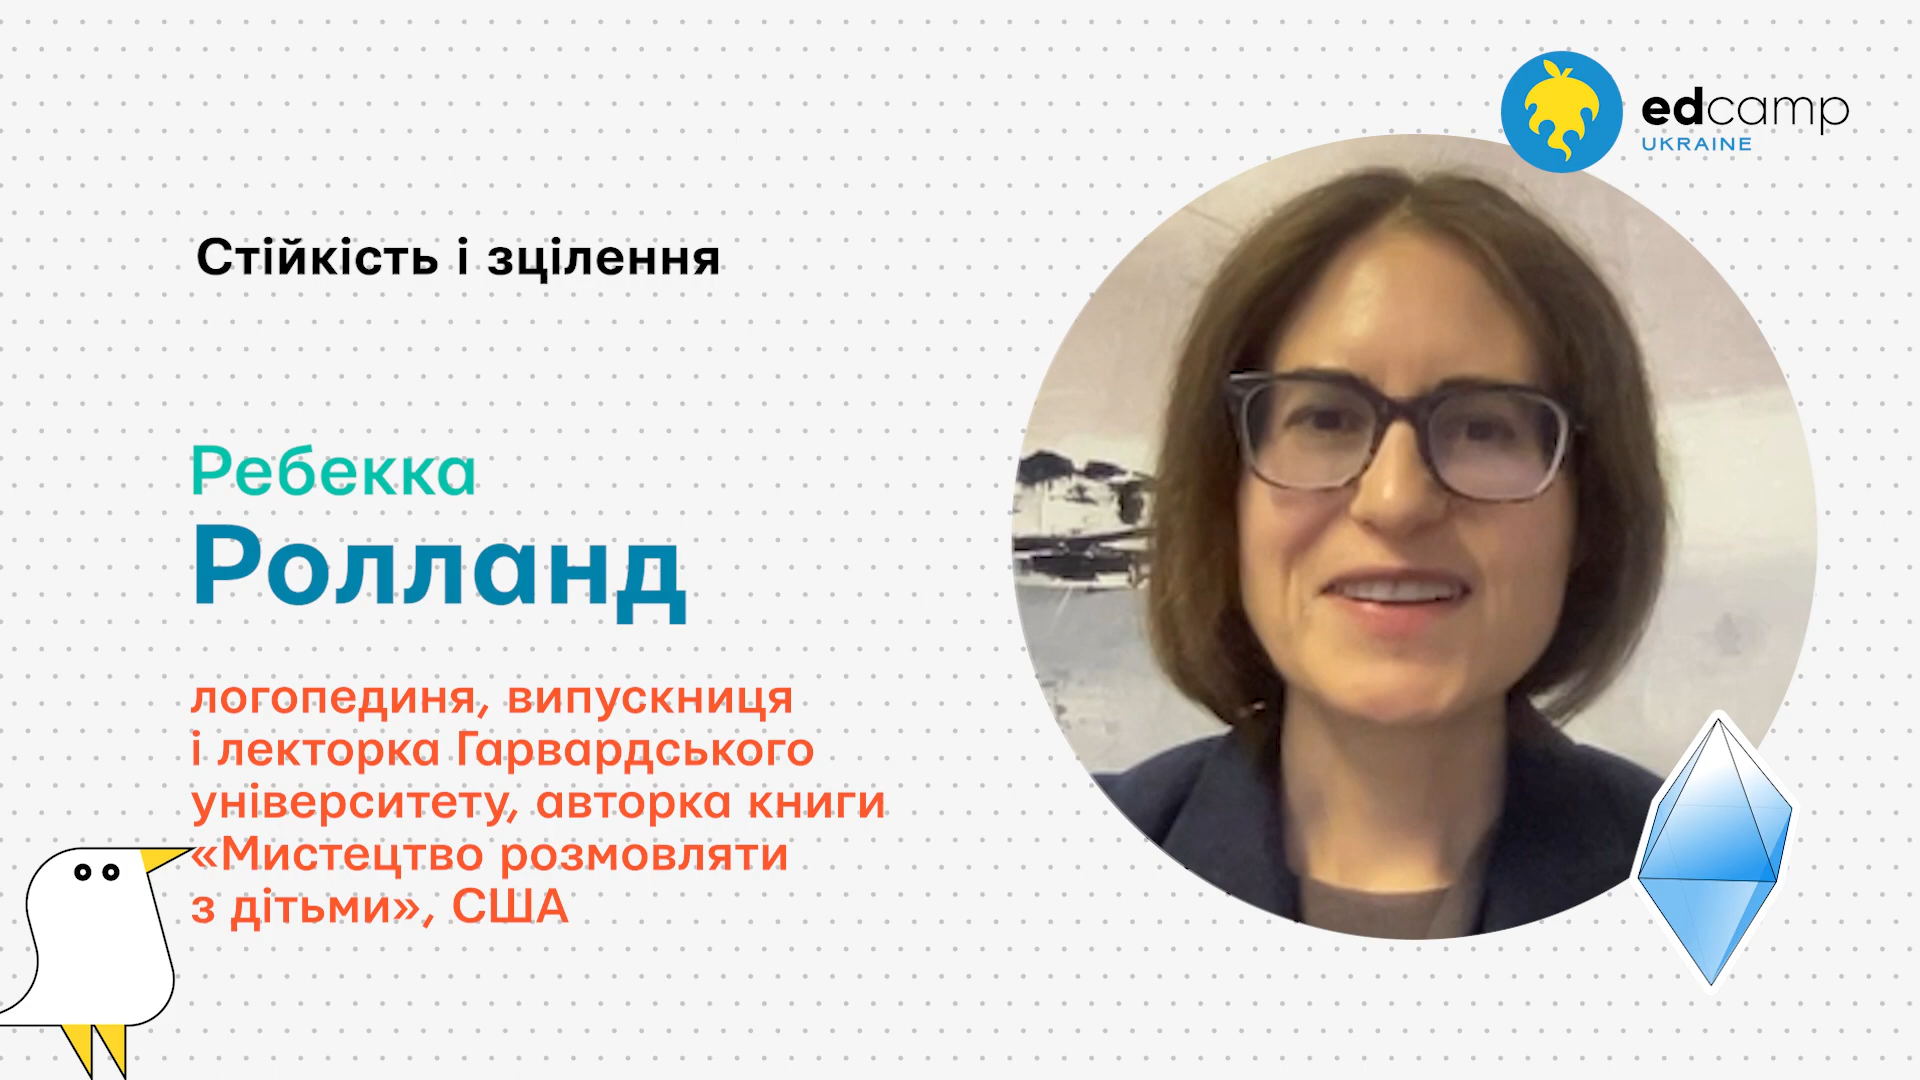 edcamp
UKRAINE
Стійкість і зцілення
Ребекка
Ролланд
логопединя, випускниця
і лекторка Гарвардського
університету, авторка книги
«Мистецтво розмовляти
з дітьми», США